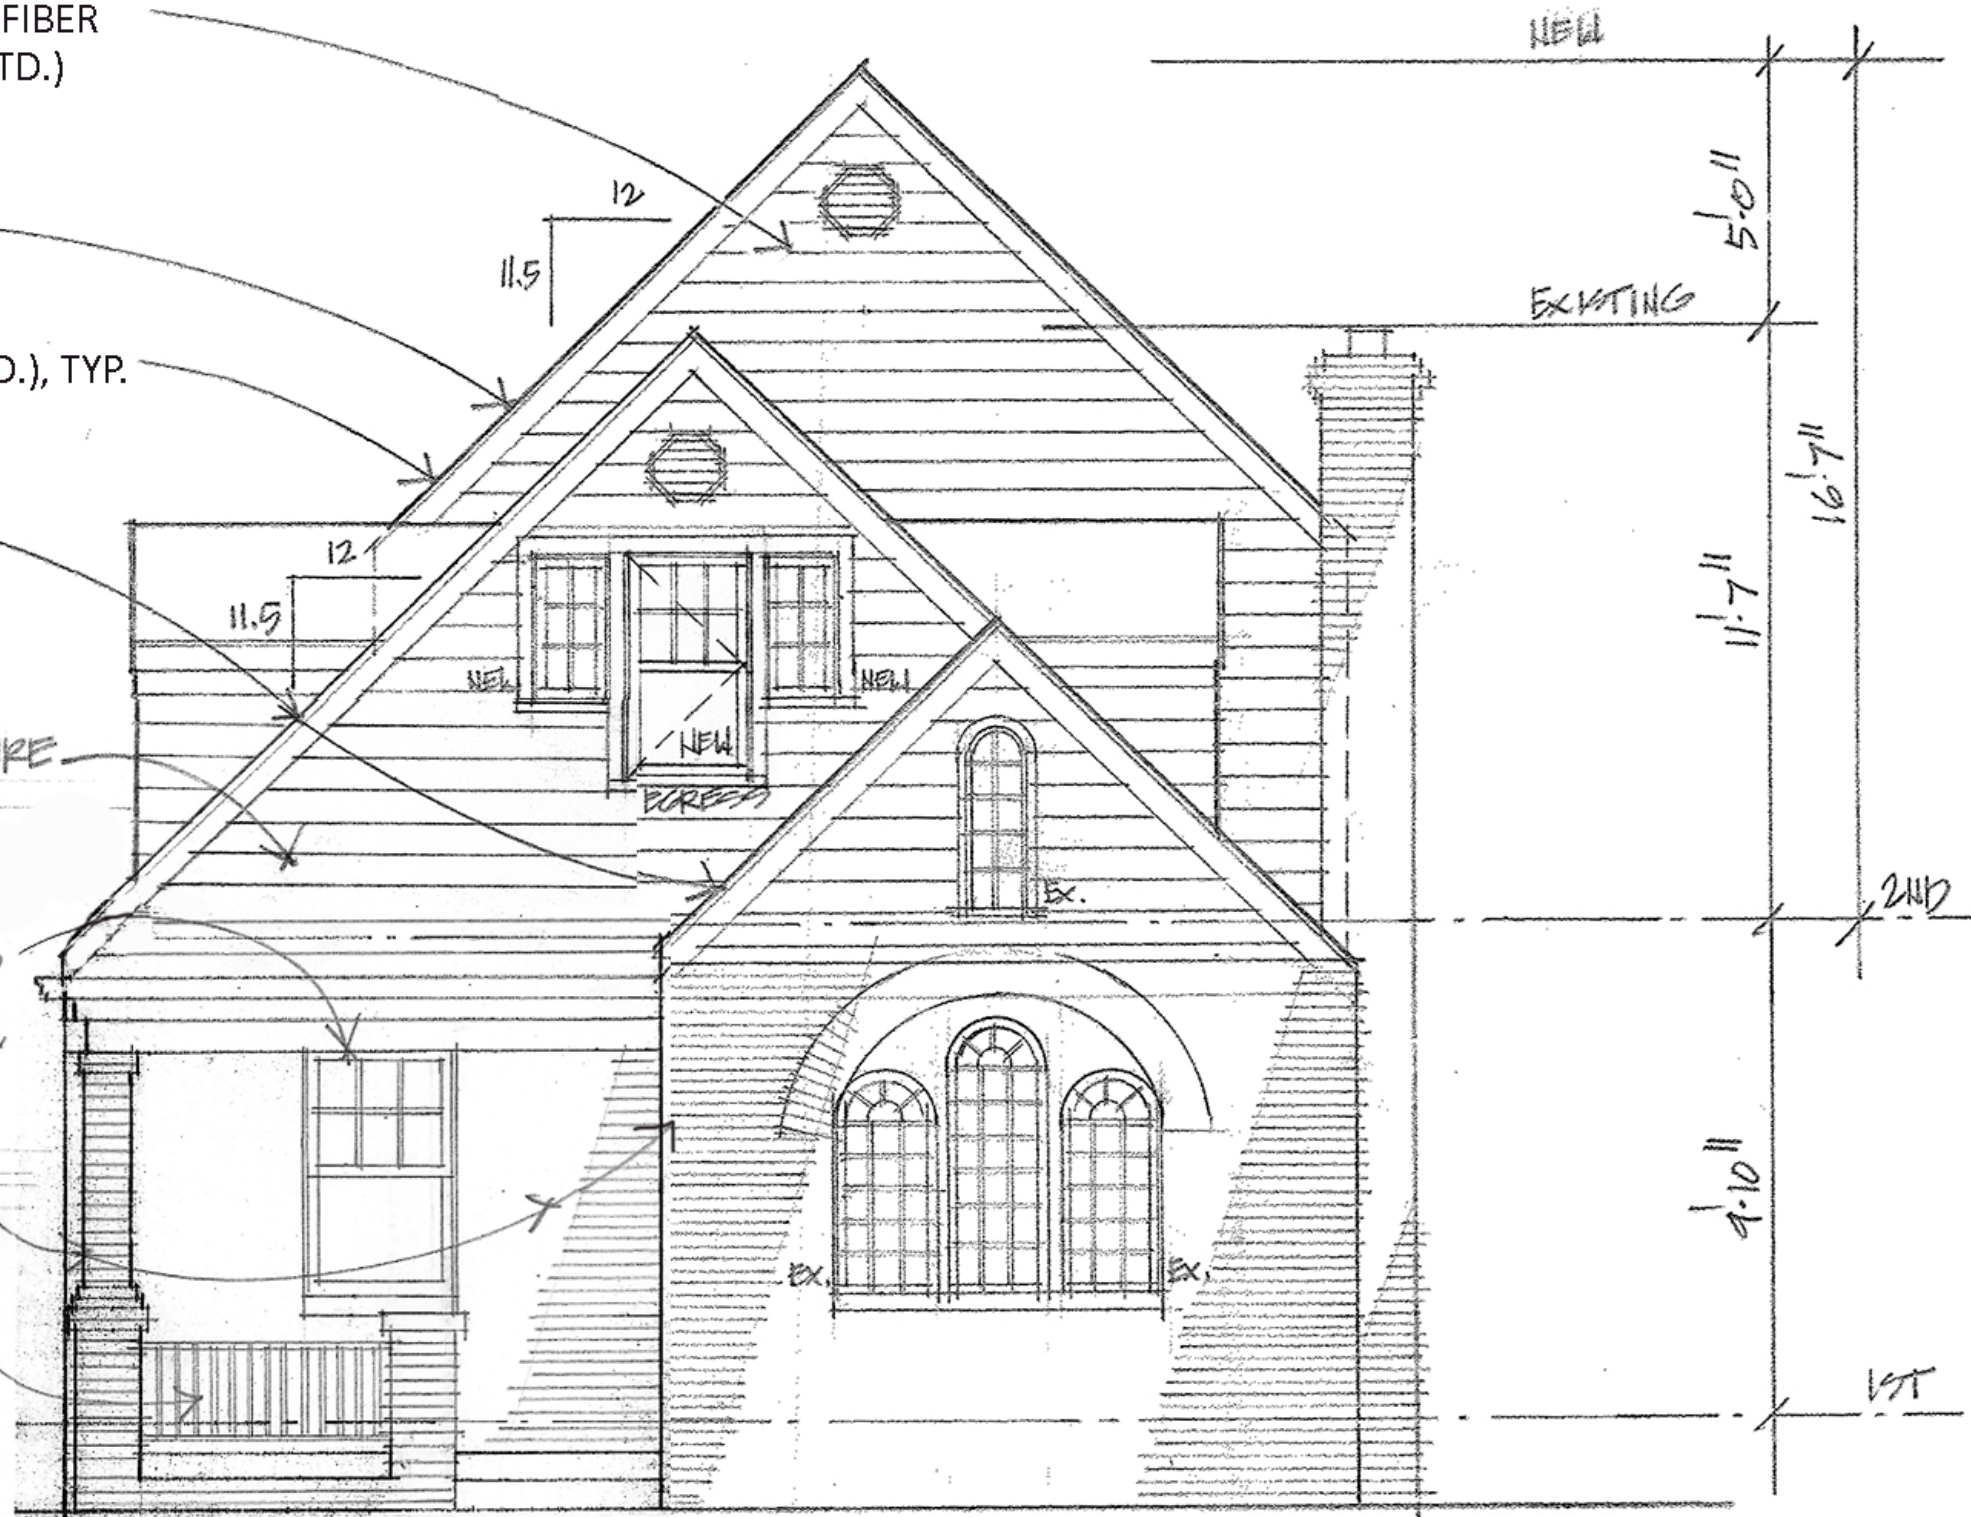 FIBER
TD.)
NEW
12
11.5
5'-0"
EXISTING
D.), TYP.
12
11.5
11'-7"
16'-7"
NEW
NEW
NEW
EGRESS
RE
EX.
2ND
EX.
EX.
9'-10"
1ST